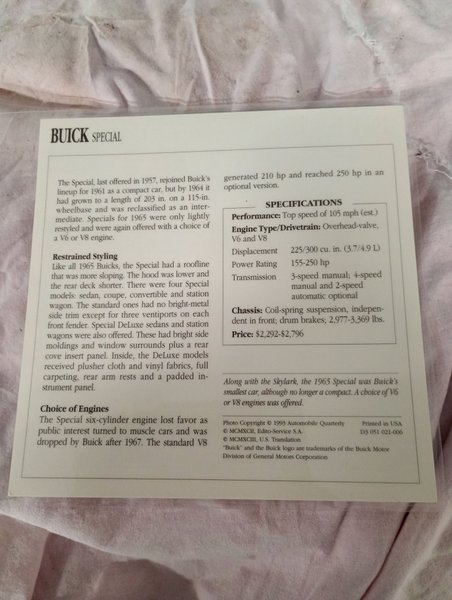 BUICK SPECIAL
The Special, last offered in 1957, rejoined Buick's
lineup for 1961 as a compact car, but by 1964 it
had grown to a length of 203 in. on a 115-in.
wheelbase and was reclassified as an inter-
mediate. Specials for 1965 were only lightly
restyled and were again offered with a choice of
a V6 or V8 engine.
Restrained Styling
Like all 1965 Buicks, the Special had a roofline
that was more sloping. The hood was lower and
the rear deck shorter. There were four Special
models: sedan, coupe, convertible and station
wagon. The standard ones had no bright-metal
side trim except for three ventiports on each
front fender. Special DeLuxe sedans and station
wagons were also offered. These had bright side
moldings and window surrounds plus a rear
cove insert panel. Inside, the DeLuxe models
received plusher cloth and vinyl fabrics, full
carpeting, rear arm rests and a padded in-
strument panel.
Choice of Engines
The Special six-cylinder engine lost favor as
public interest turned to muscle cars and was
dropped by Buick after 1967. The standard V8
generated 210 hp and reached 250 hp in an
optional version.
SPECIFICATIONS
Performance: Top speed of 105 mph (est.)
Engine Type/Drivetrain: Overhead-valve,
V6 and V8
Displacement 225/300 cu. in. (3.7/4.9 L)
Power Rating 155-250 hp
Transmission 3-speed manual; 4-speed
manual and 2-speed
automatic optional
Chassis: Coil-spring suspension, independ-
ent in front; drum brakes; 2,977-3,369 lbs.
Price: $2,292-$2,796
Along with the Skylark, the 1965 Special was Buick's
smallest car, although no longer a compact. A choice of V6
or V8 engines was offered.
Photo Copyright © 1993 Automobile Quarterly Printed in USA
© MCMXCII, Edito-Service S.A. D3 051 021-006
© MCMXCIII, U.S. Translation
"Buick" and the Buick logo are trademarks of the Buick Motor
Division of General Motors Corporation